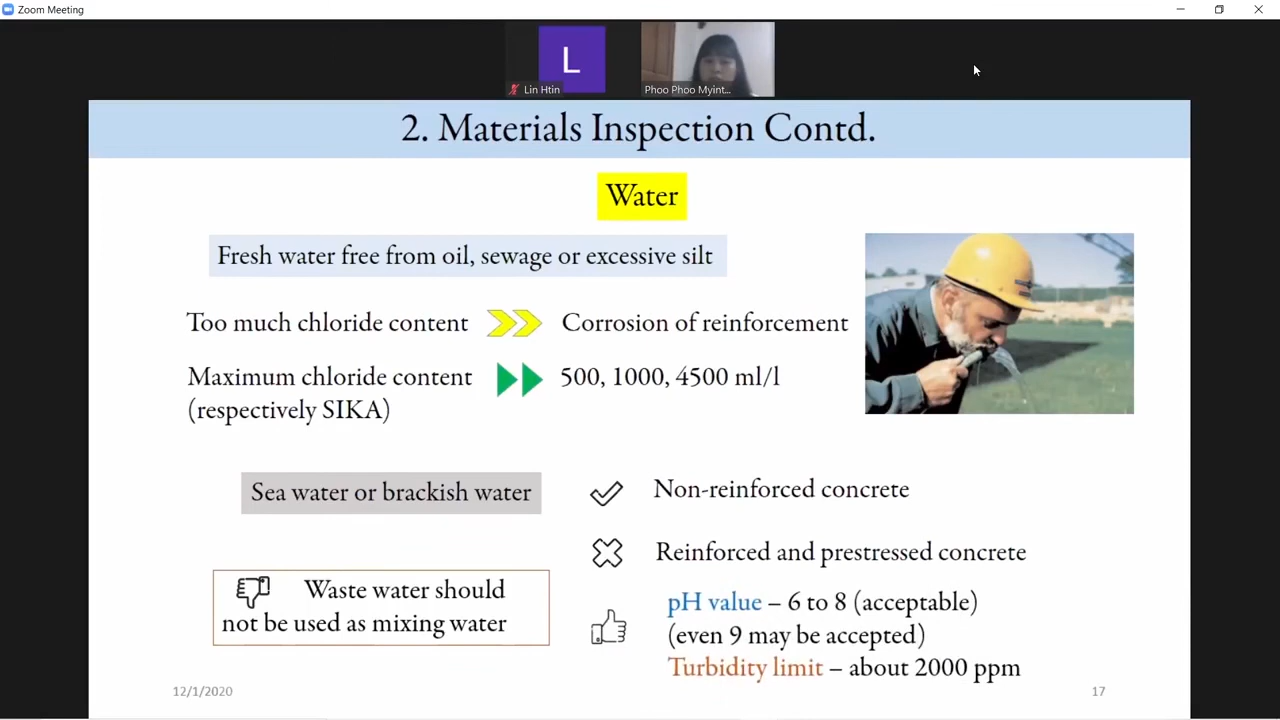 Zoom Meeting
L
Lin Htin
Phoo Phoo Myint...
2. Materials Inspection Contd.
Water
Fresh water free from oil, sewage or excessive silt
Too much chloride content
Corrosion of reinforcement
Maximum chloride content
(respectively SIKA)
500, 1000, 4500 ml/l
Sea water or brackish water
Non-reinforced concrete
Reinforced and prestressed concrete
Waste water should
not be used as mixing water
pH value – 6 to 8 (acceptable)
(even 9 may be accepted)
Turbidity limit – about 2000 ppm
12/1/2020
17